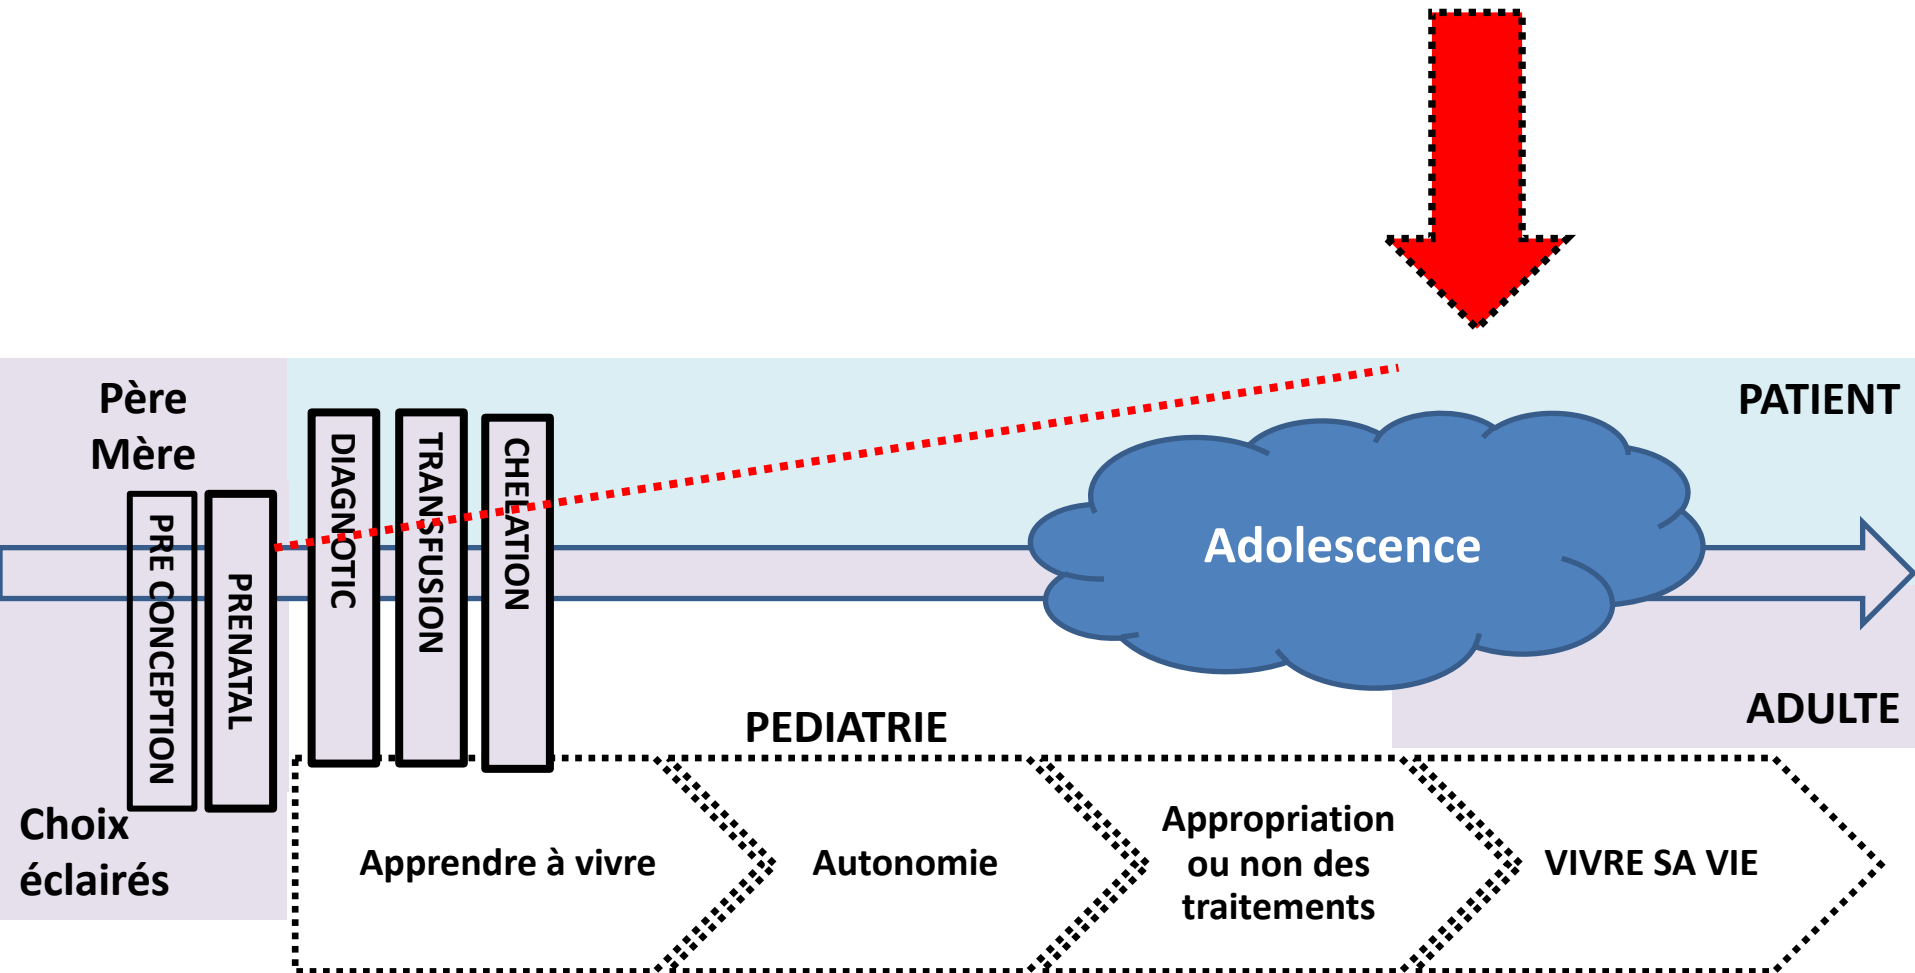 Père
Mère
PRE CONCEPTION
PRENATAL
DIAGNOTIC
TRANSFUSION
CHELATION
Adolescence
PATIENT
PEDIATRIE
ADULTE
Choix
éclairés
Apprendre à vivre
Autonomie
Appropriation
ou non des
traitements
VIVRE SA VIE